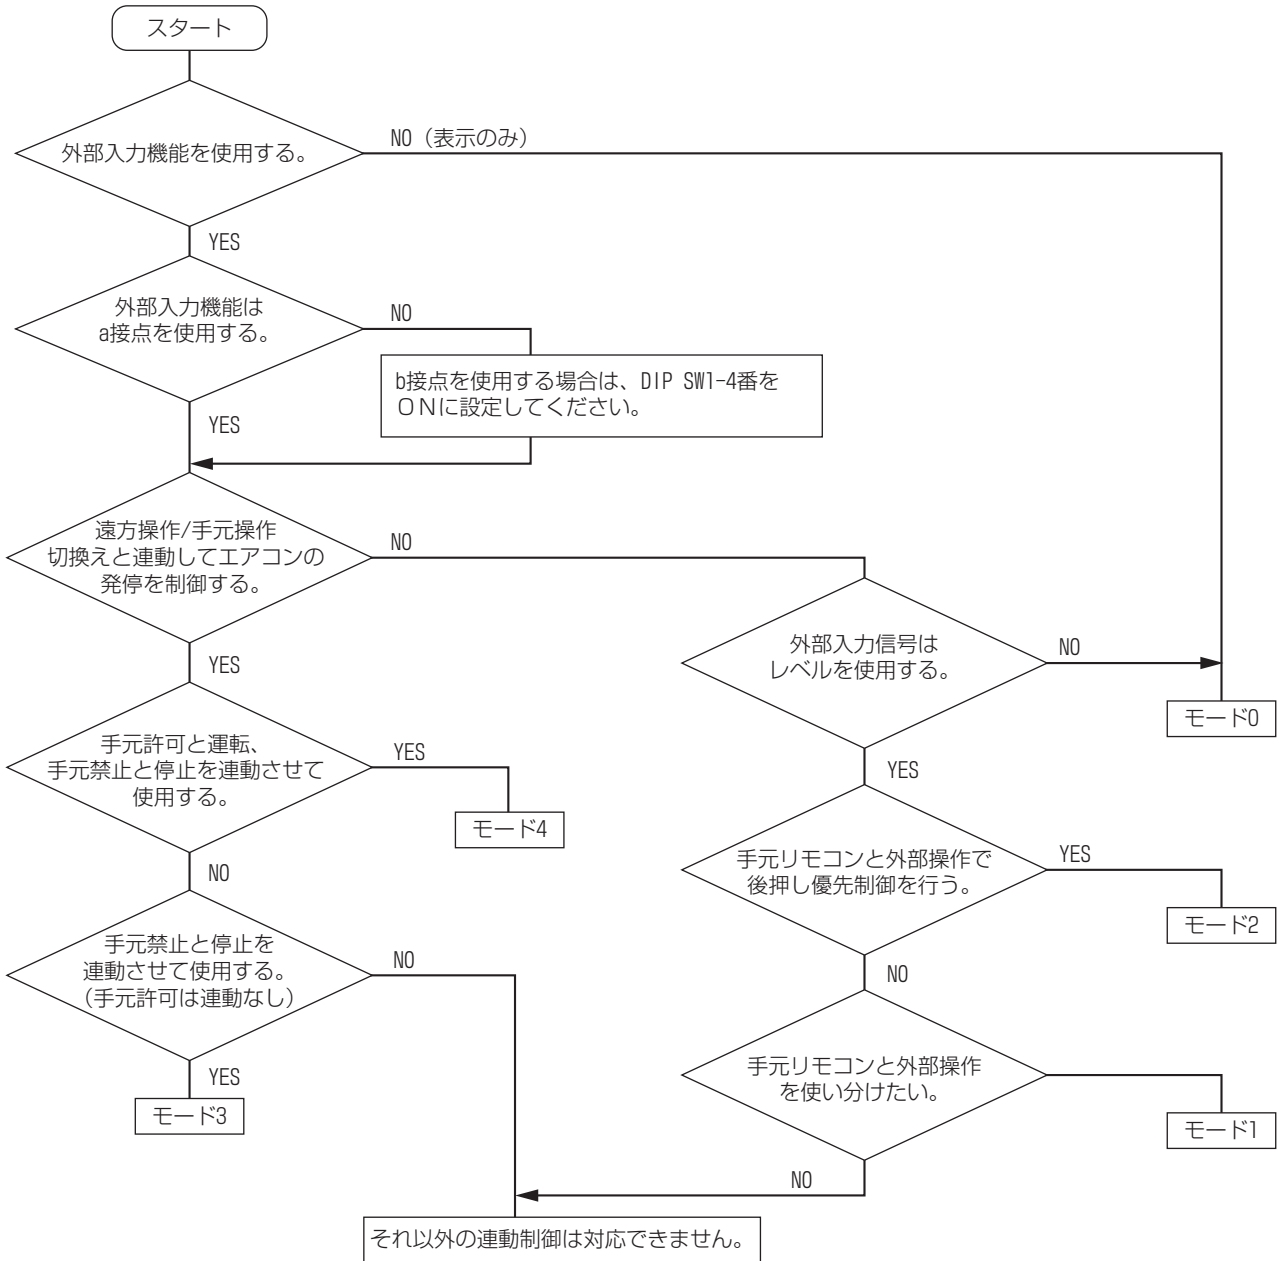 スタート
外部入力機能を使用する。
NO（表示のみ）
YES
外部入力機能は
a接点を使用する。
NO
b接点を使用する場合は、DIP SW1-4番を
ONに設定してください。
YES
遠方操作/手元操作
切換えと連動してエアコンの
発停を制御する。
NO
外部入力信号は
レベルを使用する。
NO
モード0
YES
手元許可と運転、
手元禁止と停止を連動させて
使用する。
YES
モード4
YES
手元リモコンと外部操作で
後押し優先制御を行う。
YES
モード2
NO
手元禁止と停止を
連動させて使用する。
（手元許可は連動なし）
NO
NO
手元リモコンと外部操作
を使い分けたい。
モード1
YES
モード3
NO
それ以外の連動制御は対応できません。